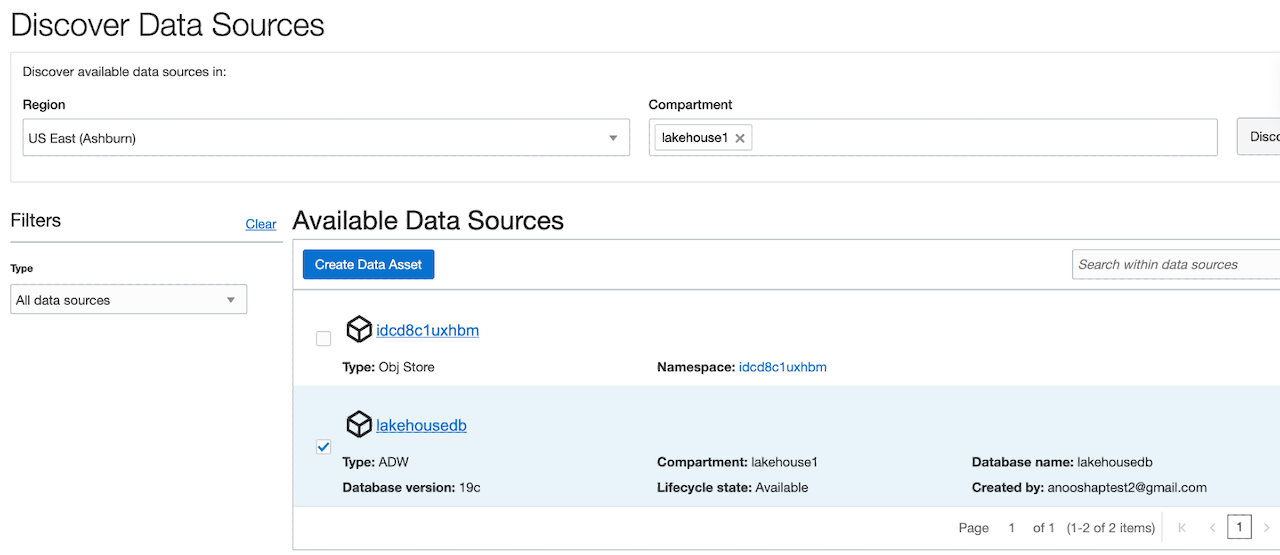 Discover Data Sources
Discover available data sources in:
Region
Compartment
US East (Ashburn)
lakehouse1
Disco
Filters
Clear
Available Data Sources
Type
All data sources
Create Data Asset
Search within data sources
idcd8c1uxhbm
Type: Obj Store
Namespace: idcd8c1uxhbm
lakehousedb
Type: ADW
Compartment: lakehouse1
Database name: lakehousedb
Database version: 19c
Lifecycle state: Available
Created by: anooshaptest2@gmail.com
Page 1 of 1 (1-2 of 2 items) 1